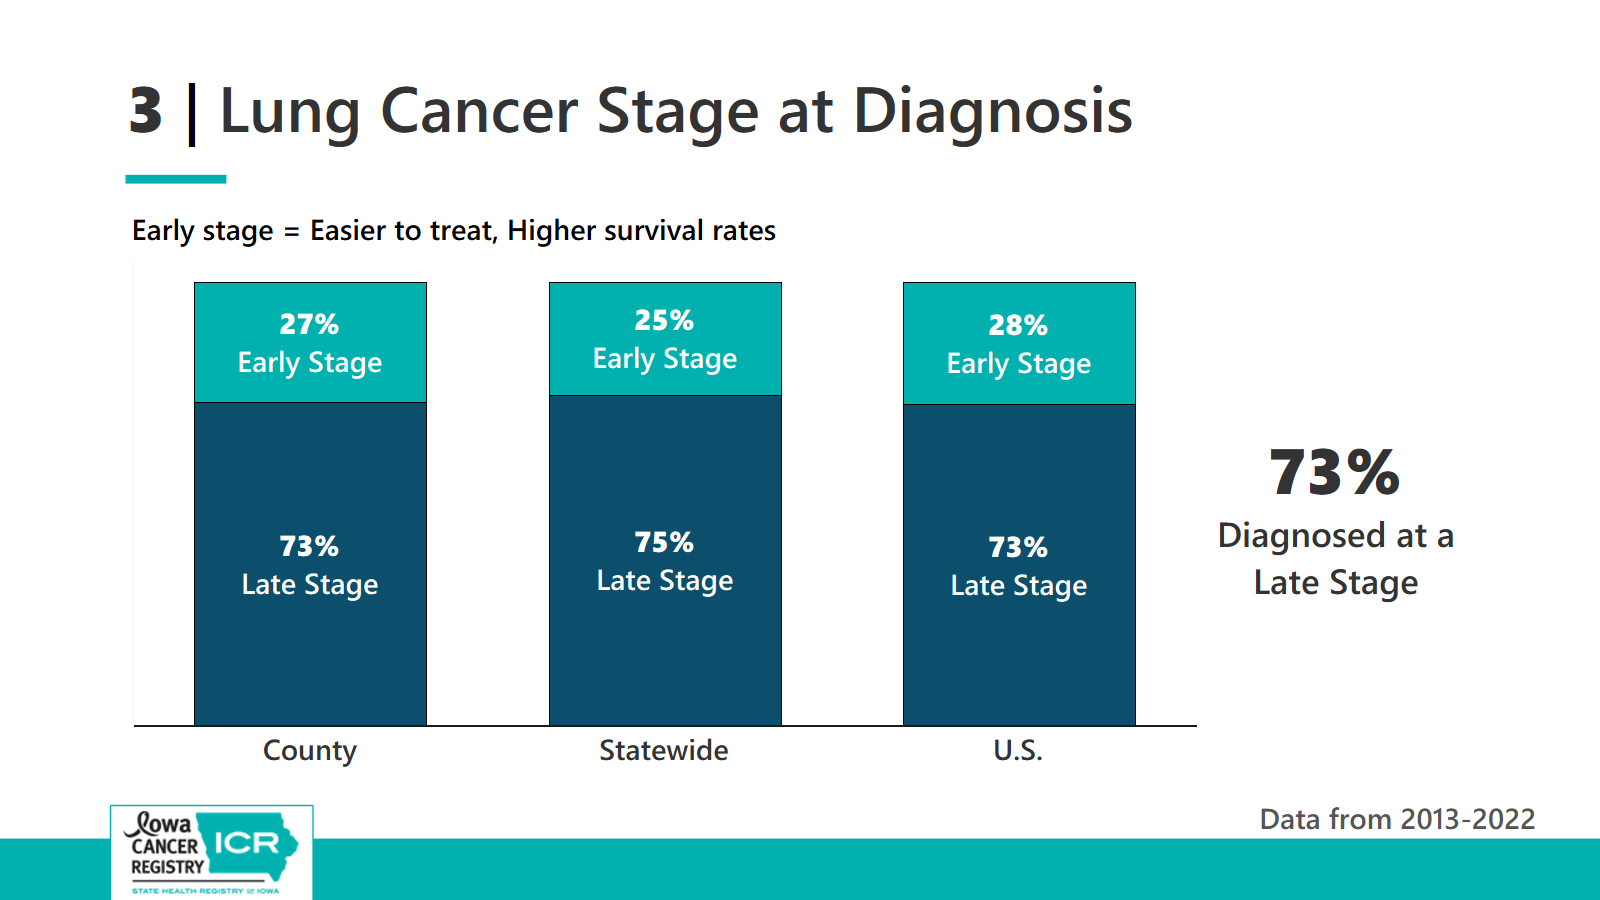 3 | Lung Cancer Stage at Diagnosis
Early stage = Easier to treat, Higher survival rates
27%
Early Stage
25%
Early Stage
28%
Early Stage
73%
Late Stage
75%
Late Stage
73%
Late Stage
73%
Diagnosed at a
Late Stage
County
Statewide
U.S.
Data from 2013-2022
Iowa
CANCER
REGISTRY
ICR
STATE HEALTH REGISTRY OF IOWA